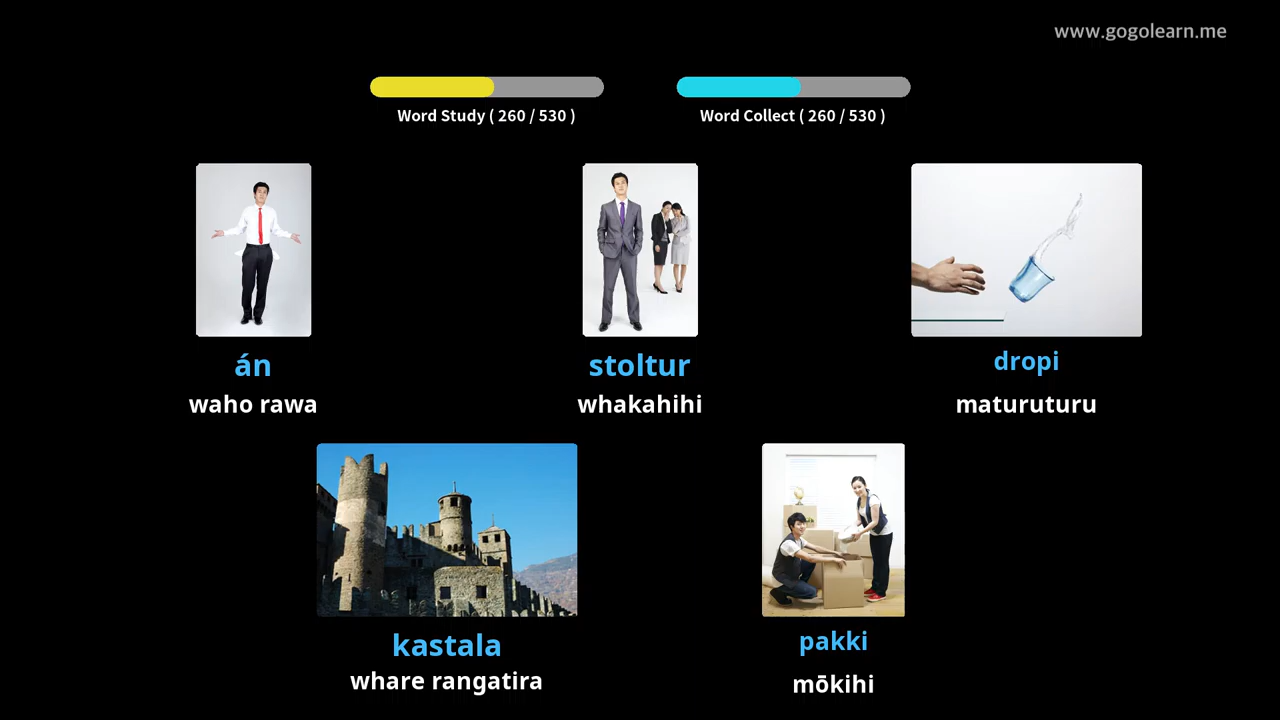 www.gogolearn.me
Word Study ( 260 / 530 )
Word Collect ( 260 / 530 )
án
waho rawa
stoltur
whakahihi
dropi
maturuturu
kastala
whare rangatira
pakki
mōkihi